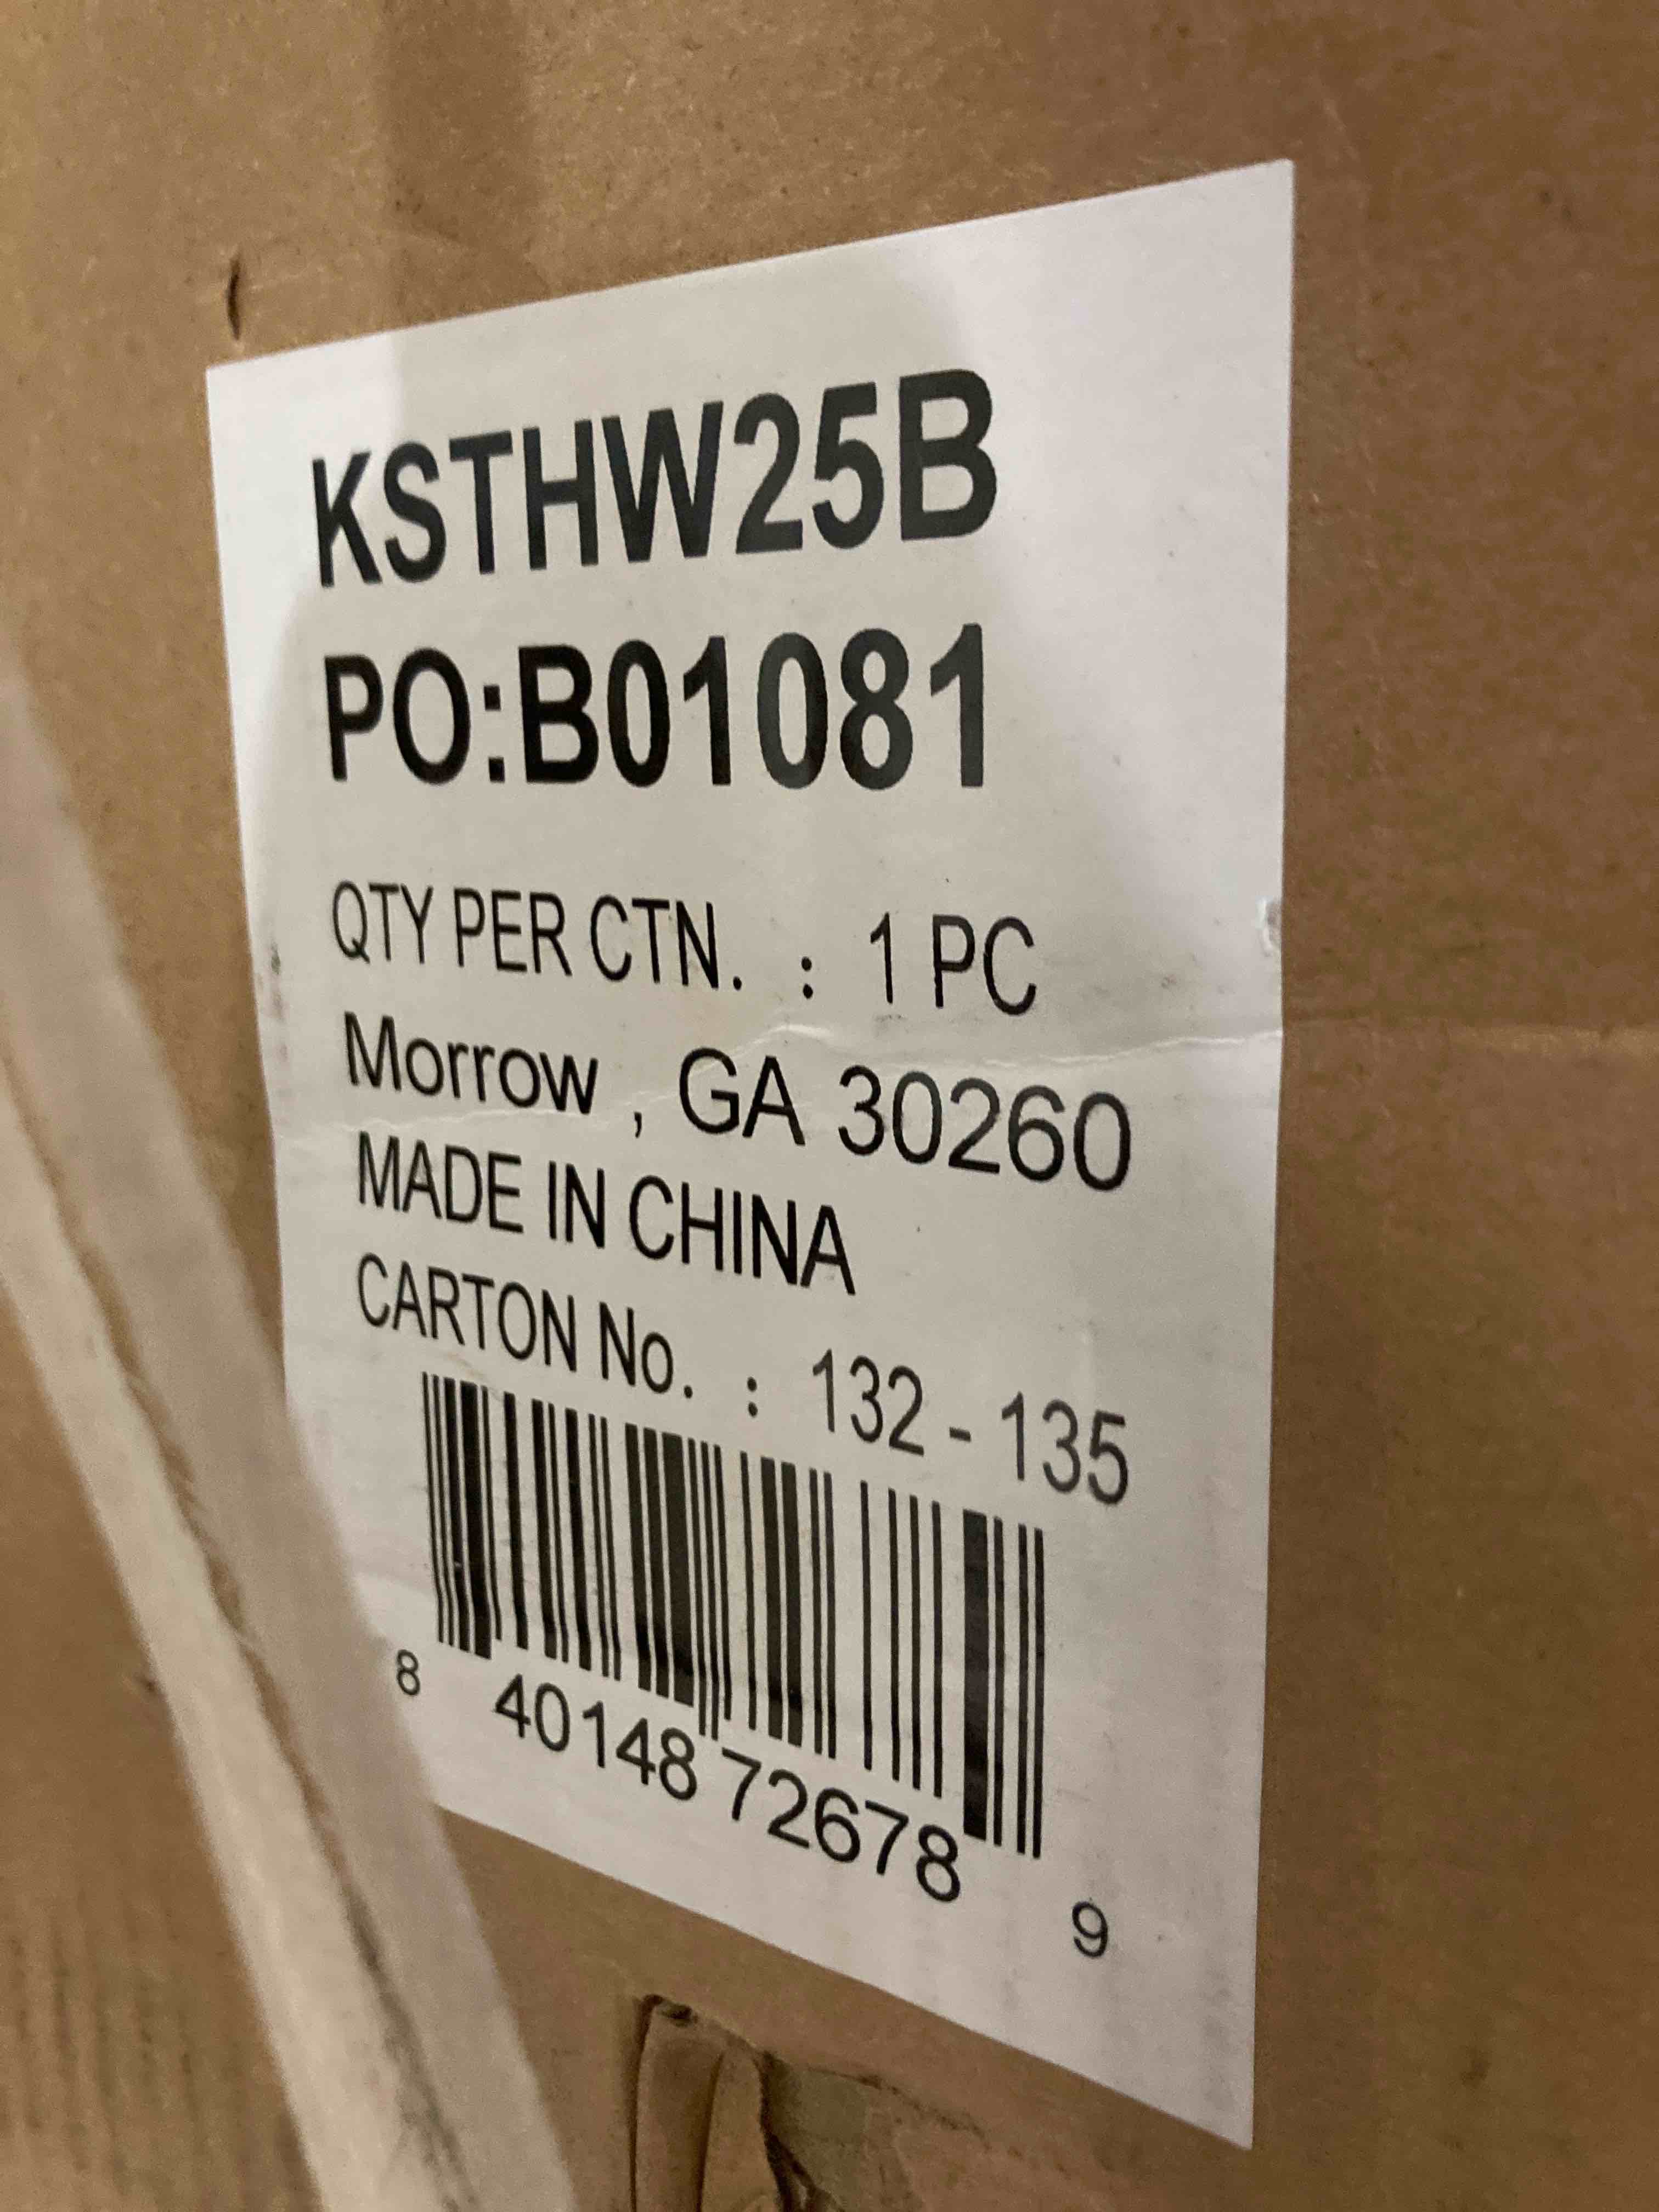 KSTHW25B
PO:B01081
QTY PER CTN. : 1 PC
Morrow , GA 30260
MADE IN CHINA
CARTON No. : 132 - 135
8 40148 72678 9